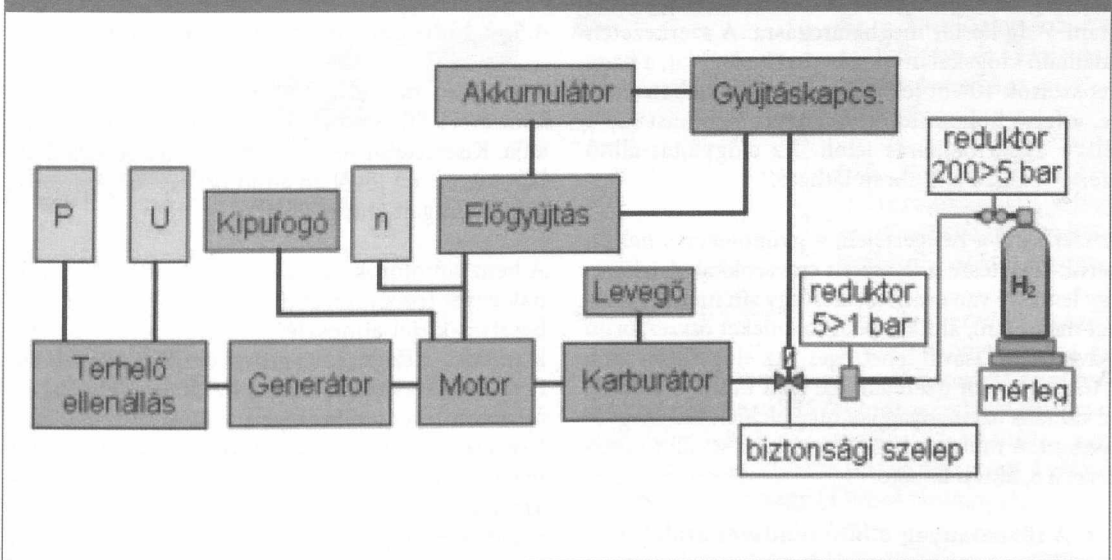 Akkumulátor
Gyújtáskapcs.
reduktor
200>5 bar
P
U
Kipufogó
n
Előgyújtás
Levegő
reduktor
5>1 bar
H₂
Terhelő
ellenállás
Generátor
Motor
Karburátor
mérleg
biztonsági szelep